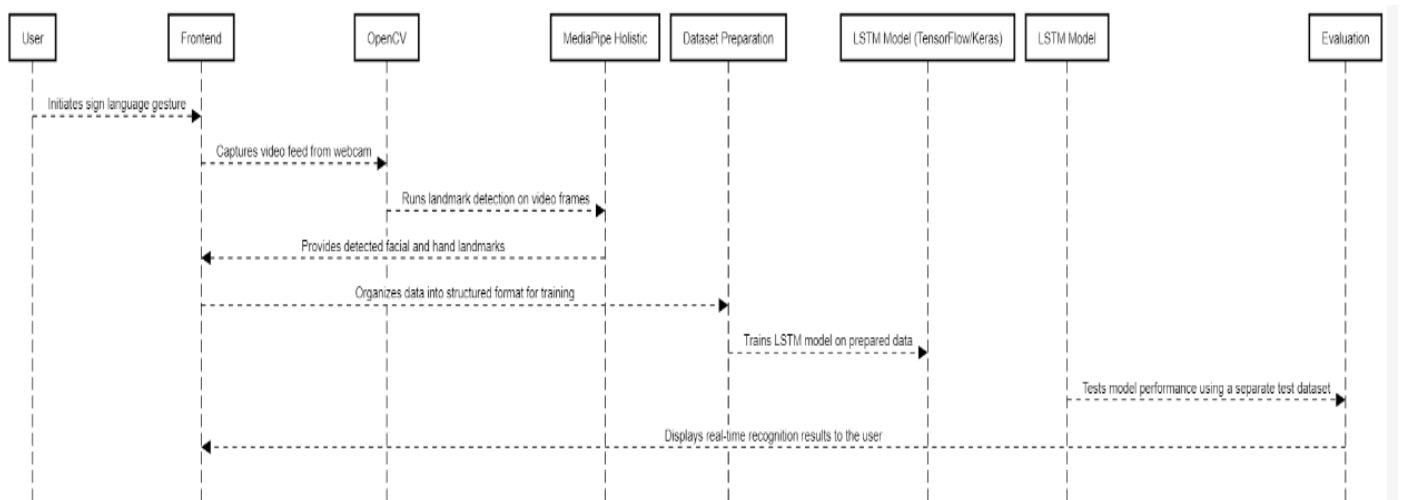 User
Frontend
OpenCV
MediaPipe Holistic
Dataset Preparation
LSTM Model (TensorFlow/Keras)
LSTM Model
Evaluation
Initiates sign language gesture
Captures video feed from webcam
Runs landmark detection on video frames
Provides detected facial and hand landmarks
Organizes data into structured format for training
Trains LSTM model on prepared data
Tests model performance using a separate test dataset
Displays real-time recognition results to the user